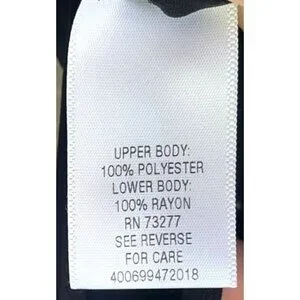 UPPER BODY:
100% POLYESTER
LOWER BODY:
100% RAYON
RN 73277
SEE REVERSE
FOR CARE
400699472018